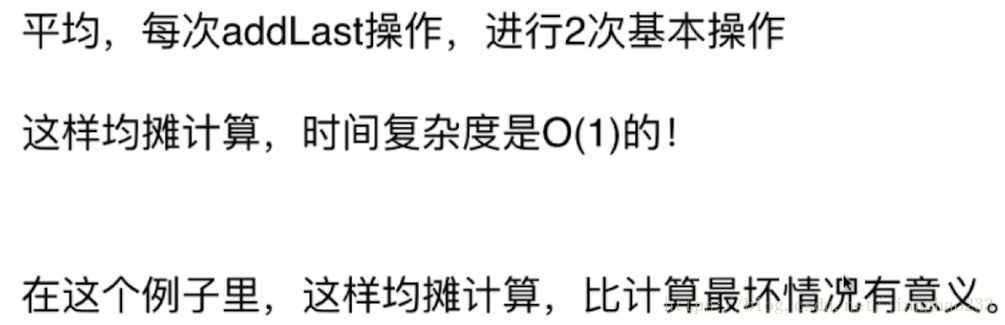 平均，每次addLast操作，进行2次基本操作
这样均摊计算，时间复杂度是O(1)的！
在这个例子里，这样均摊计算，比计算最坏情况有意义。